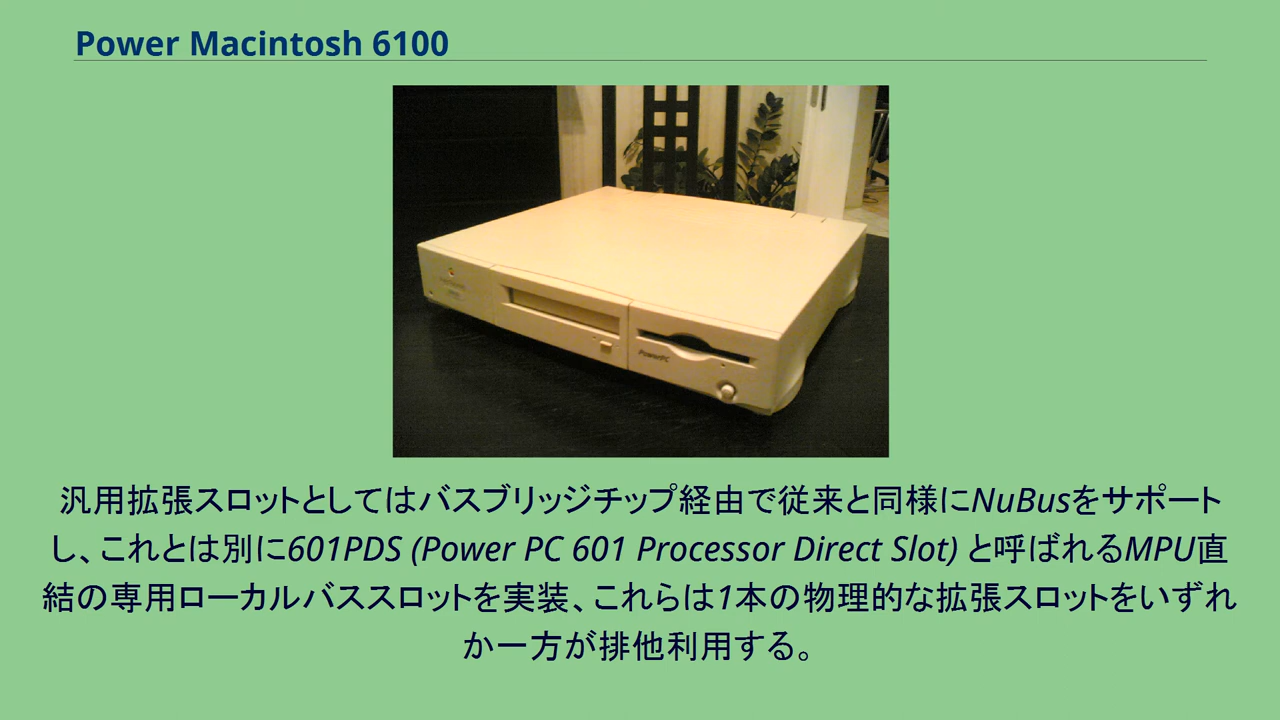 Power Macintosh 6100
PowerPC
汎用拡張スロットとしてはバスブリッジチップ経由で従来と同様にNuBusをサポート
し、これとは別に601PDS (Power PC 601 Processor Direct Slot) と呼ばれるMPU直
結の専用ローカルバススロットを実装、これらは1本の物理的な拡張スロットをいずれ
か一方が排他利用する。